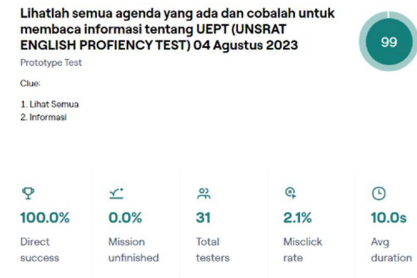 Lihatlah semua agenda yang ada dan cobalah untuk
membaca informasi tentang UEPT (UNSRAT
ENGLISH PROFIENCY TEST) 04 Agustus 2023
99
Prototype Test
Clue:
1. Lihat Semua
2. Informasi
100.0%
Direct
success
0.0%
Mission
unfinished
31
Total
testers
2.1%
Misclick
rate
10.0s
Avg
duration